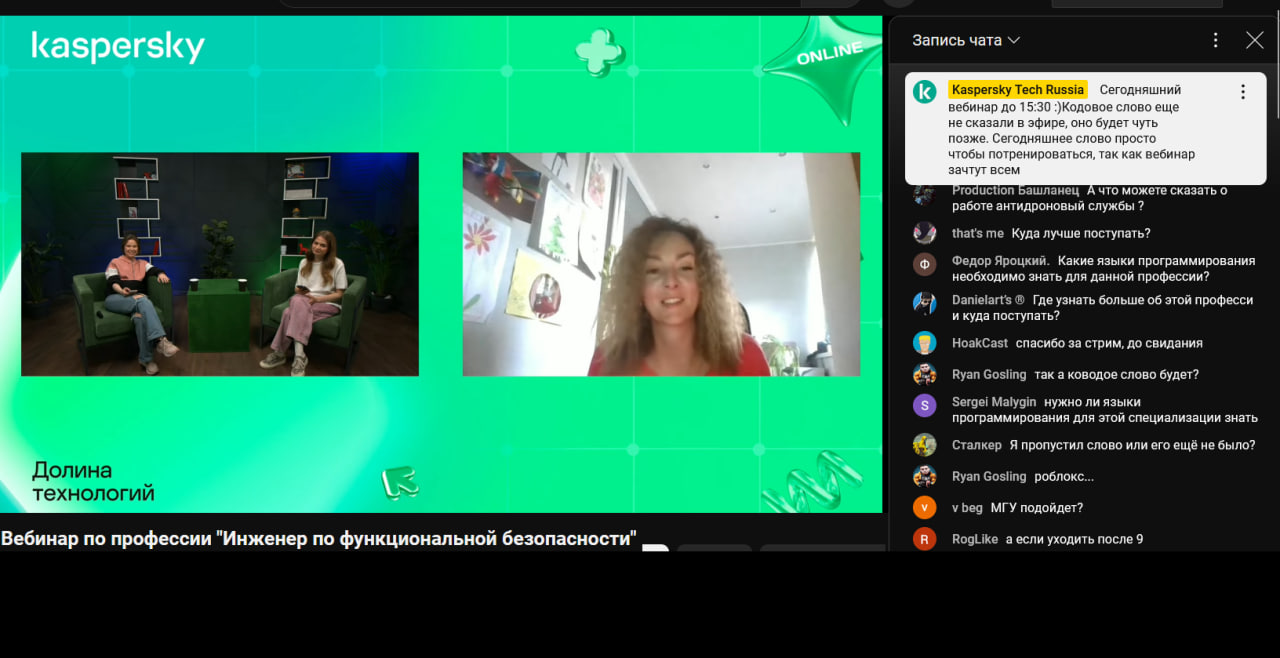 kaspersky
ONLINE
Долина
технологий
Вебинар по профессии "Инженер по функциональной безопасности"
Запись чата
Kaspersky Tech Russia Сегодняшний
вебинар до 15:30 :)Кодовое слово еще
не сказали в эфире, оно будет чуть
позже. Сегодняшнее слово просто
чтобы потренироваться, так как вебинар
зачтут всем
Production Башланец А что можете сказать о
работе антидроновый службы ?
that's me Куда лучше поступать?
Ф
Федор Яроцкий. Какие языки программирования
необходимо знать для данной профессии?
Danielart's ® Где узнать больше об этой професси
и куда поступать?
HoakCast спасибо за стрим, до свидания
Ryan Gosling так а ководое слово будет?
S
Sergei Malygin нужно ли языки
программирования для этой специализации знать
Сталкер Я пропустил слово или его ещё не было?
Ryan Gosling роблокс...
v
v beg МГУ подойдет?
R
RogLike а если уходить после 9